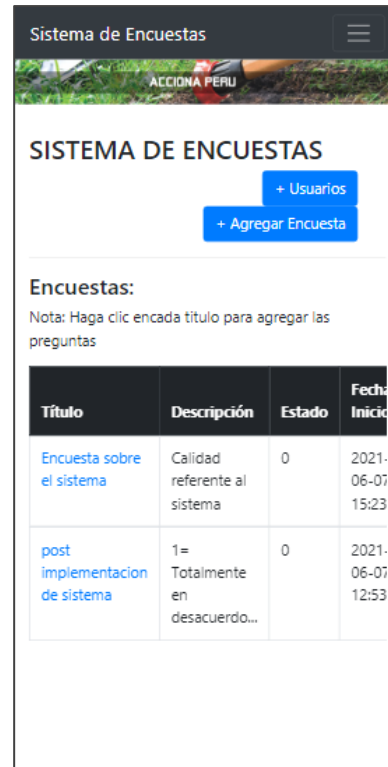 Sistema de Encuestas
ACCIONA PERU
SISTEMA DE ENCUESTAS
+ Usuarios
+ Agregar Encuesta
Encuestas:
Nota: Haga clic encada titulo para agregar las
preguntas
Título Descripción Estado Fecha
Inicio
Encuesta sobre
el sistema
Calidad
referente al
sistema
0
2021-
06-07
15:23
post
implementacion
de sistema
1=
Totalmente
en
desacuerdo...
0
2021-
06-07
12:53